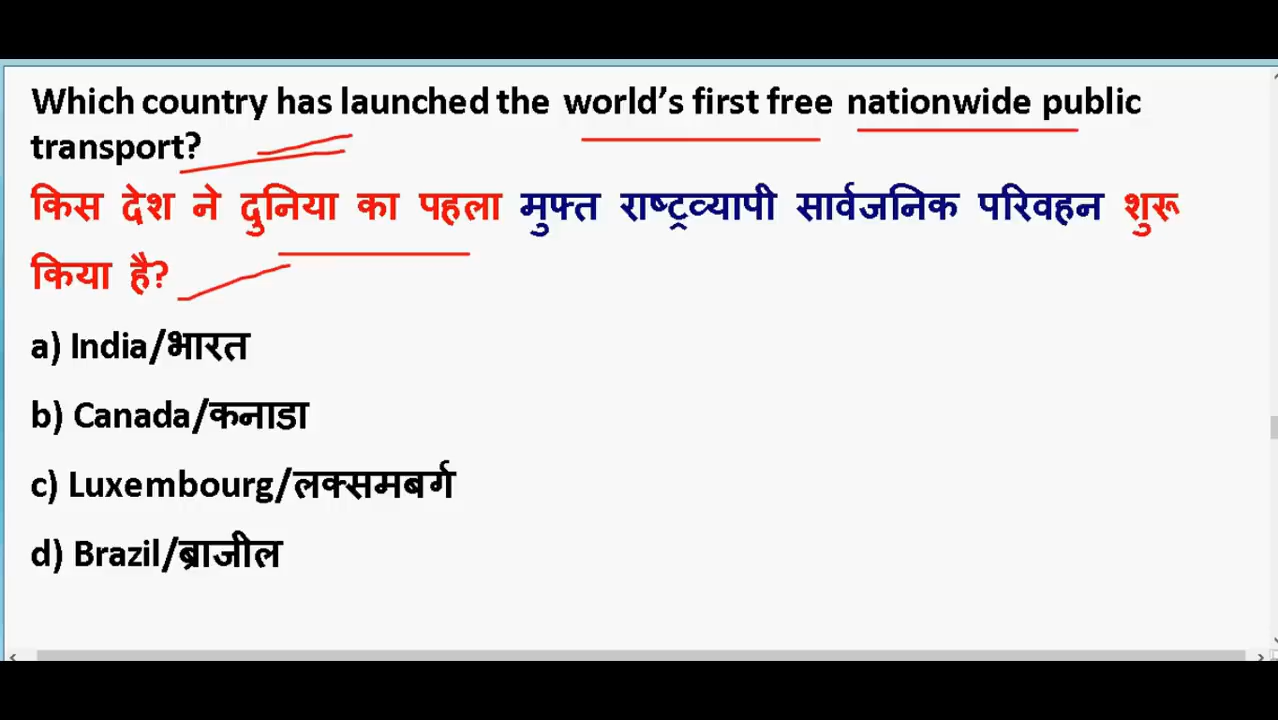 Which country has launched the world's first free nationwide public
transport?
किस देश ने दुनिया का पहला मुफ्त राष्ट्रव्यापी सार्वजनिक परिवहन शुरू
किया है?
a) India/भारत
b) Canada/कनाडा
c) Luxembourg/लक्समबर्ग
d) Brazil/ब्राजील